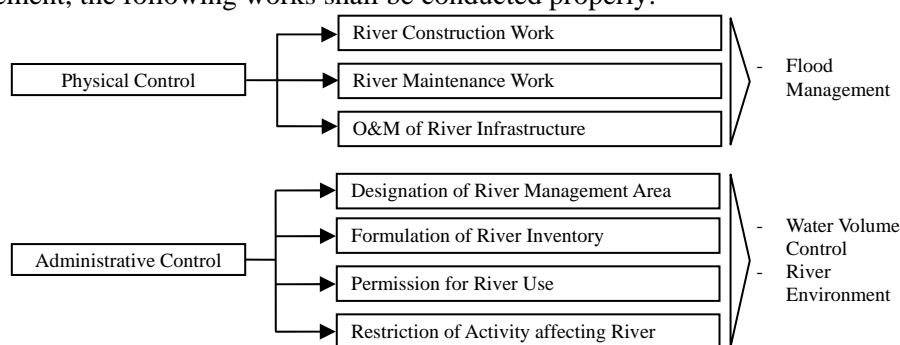 ement, the following works shall be conducted properly:
River Construction Work
Physical Control
River Maintenance Work
O&M of River Infrastructure
- Flood
Management
Designation of River Management Area
Formulation of River Inventory
Administrative Control
Permission for River Use
Restriction of Activity affecting River
- Water Volume
Control
- River
Environment